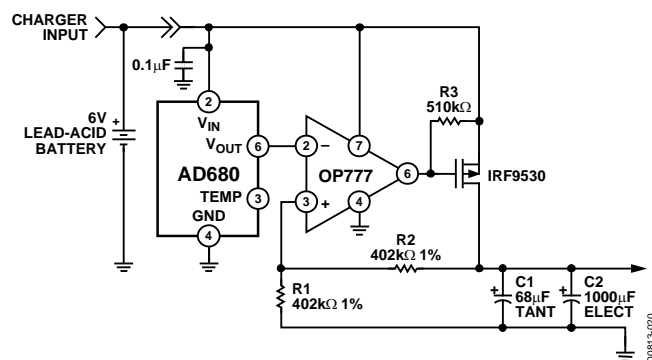 CHARGER
INPUT
0.1μF
R3
510kΩ
6V
LEAD-ACID
BATTERY
+
2
VIN
VOUT
6
AD680
TEMP
3
GND
4
2
−
7
OP777
6
3
+
4
IRF9530
R2
402kΩ 1%
R1
402kΩ 1%
+
C1
68μF
TANT
+
C2
1000μF
ELECT
00813-020